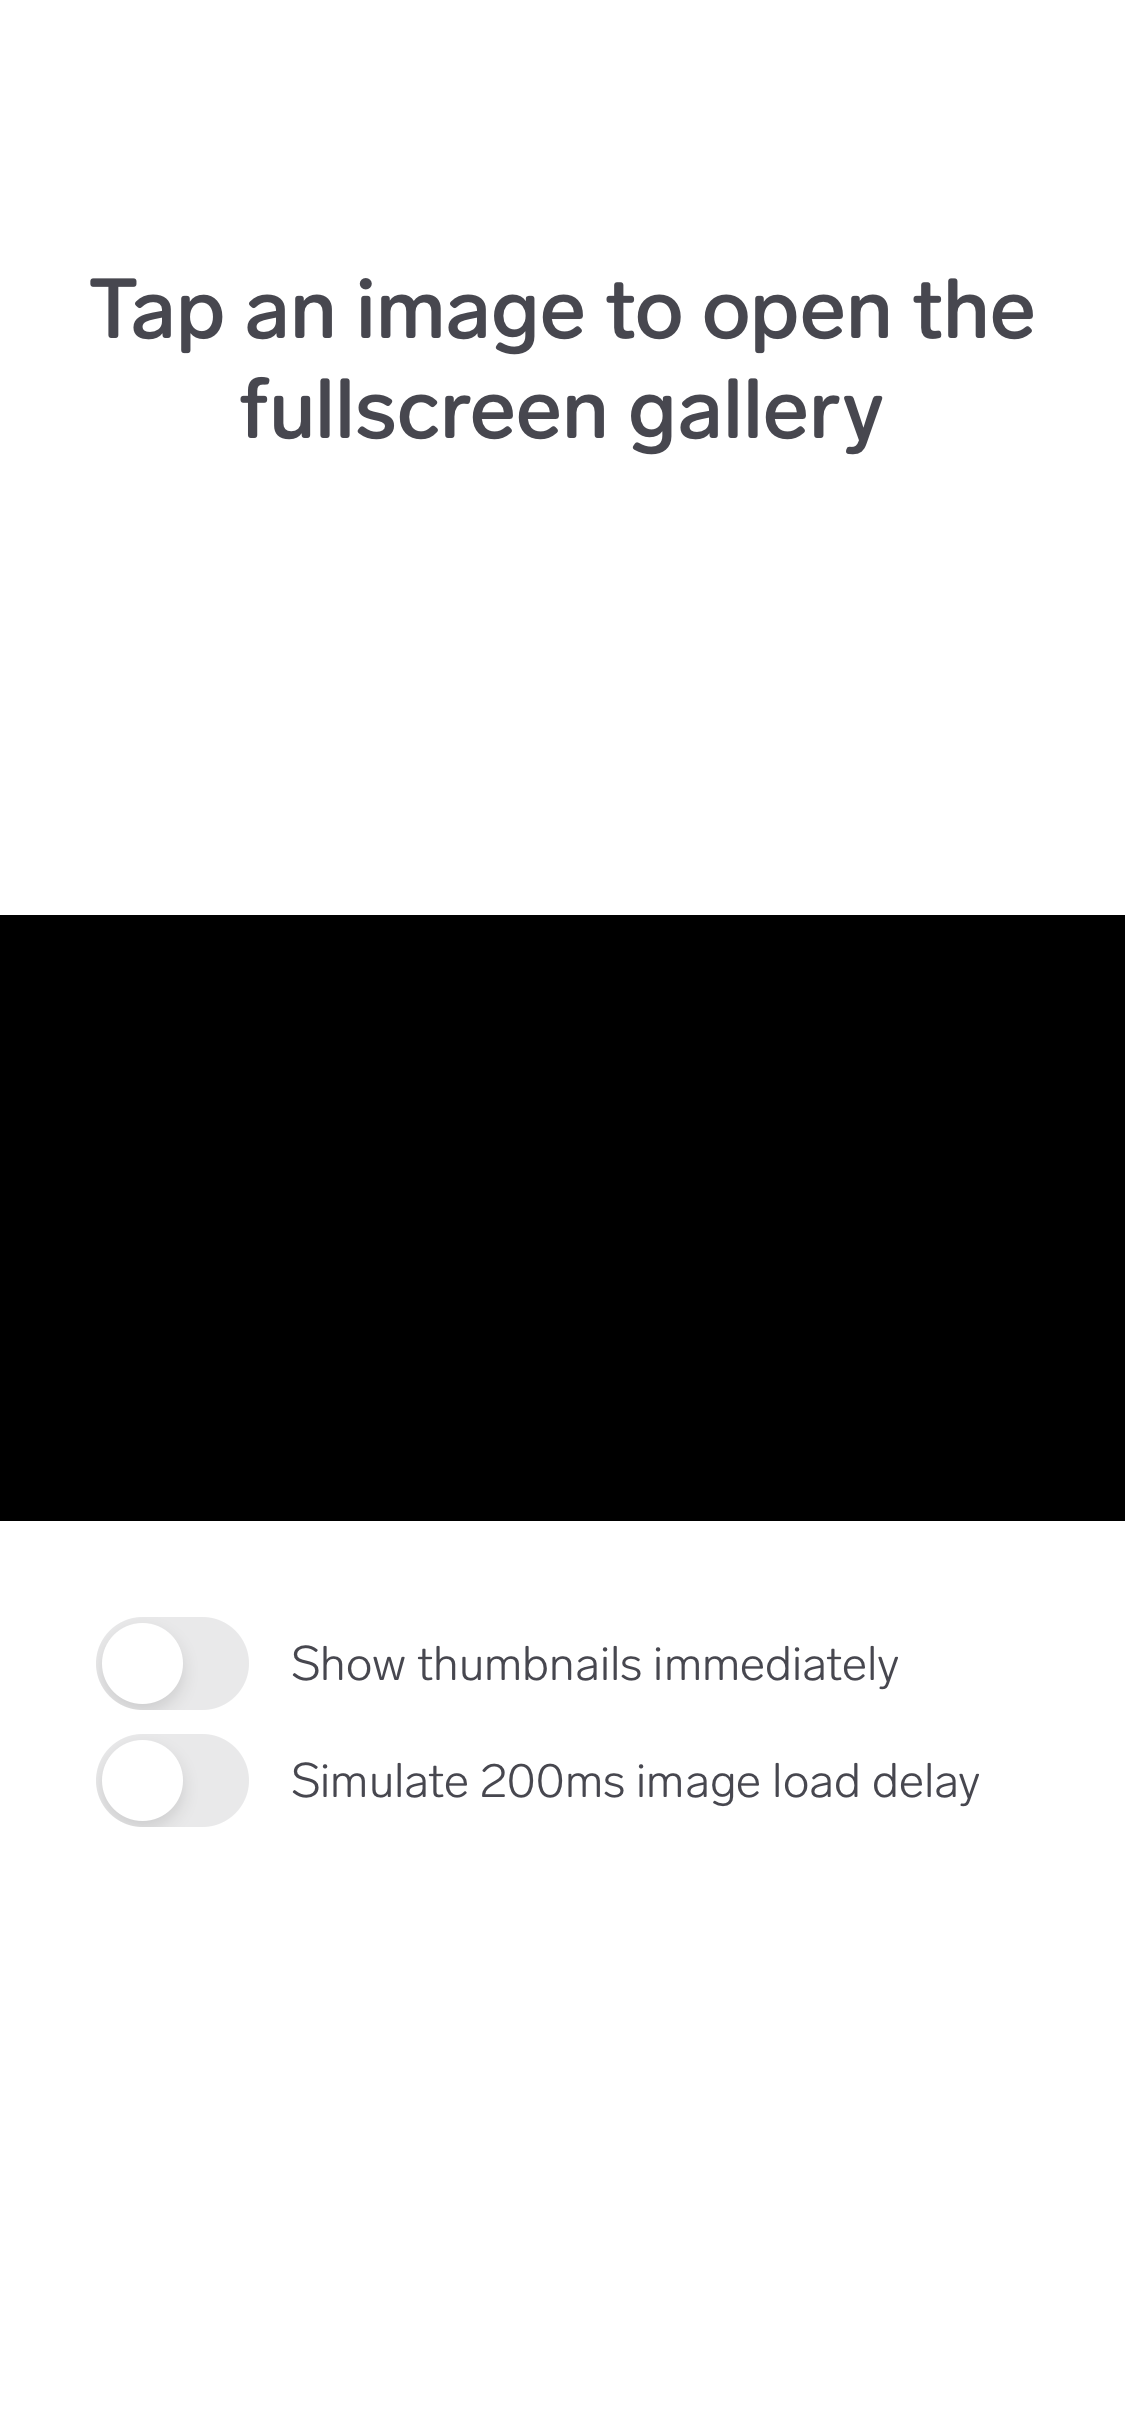 Tap an image to open the
fullscreen gallery
Show thumbnails immediately
Simulate 200ms image load delay